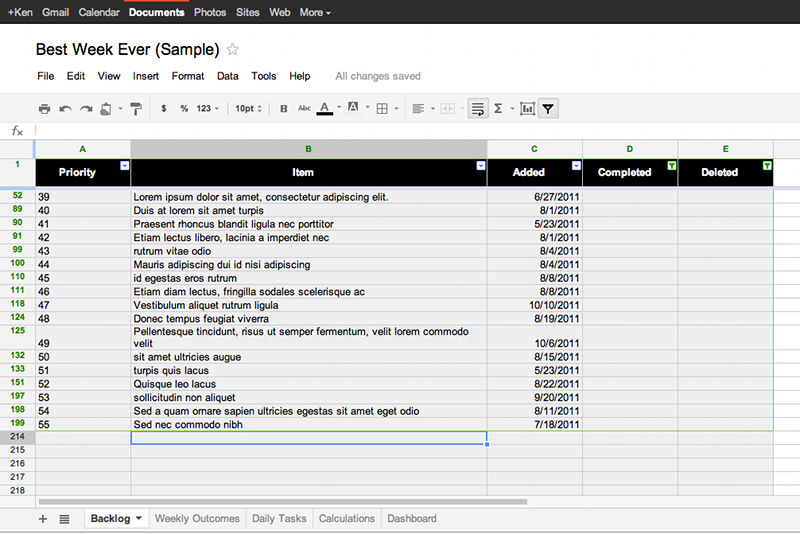 +Ken Gmail Calendar Documents Photos Sites Web More
Best Week Ever (Sample)
File Edit View Insert Format Data Tools Help All changes saved
$ % 123 10pt B Abc A A Σ
fx
A B C D E
1 Priority Item Added Completed Deleted
52 39 Lorem ipsum dolor sit amet, consectetur adipiscing elit. 6/27/2011
89 40 Duis at lorem sit amet turpis 8/1/2011
90 41 Praesent rhoncus blandit ligula nec porttitor 5/23/2011
91 42 Etiam lectus libero, lacinia a imperdiet nec 8/1/2011
99 43 rutrum vitae odio 8/4/2011
100 44 Mauris adipiscing dui id nisi adipiscing 8/4/2011
110 45 id egestas eros rutrum 8/8/2011
111 46 Etiam diam lectus, fringilla sodales scelerisque ac 8/8/2011
118 47 Vestibulum aliquet rutrum ligula 10/10/2011
124 48 Donec tempus feugiat viverra 8/19/2011
125 Pellentesque tincidunt, risus ut semper fermentum, velit lorem commodo
49 velit 10/6/2011
132 50 sit amet ultricies augue 8/15/2011
133 51 turpis quis lacus 5/23/2011
151 52 Quisque leo lacus 8/22/2011
197 53 sollicitudin non aliquet 9/20/2011
198 54 Sed a quam ornare sapien ultricies egestas sit amet eget odio 8/11/2011
199 55 Sed nec commodo nibh 7/18/2011
214
215
216
217
218
+ Backlog Weekly Outcomes Daily Tasks Calculations Dashboard